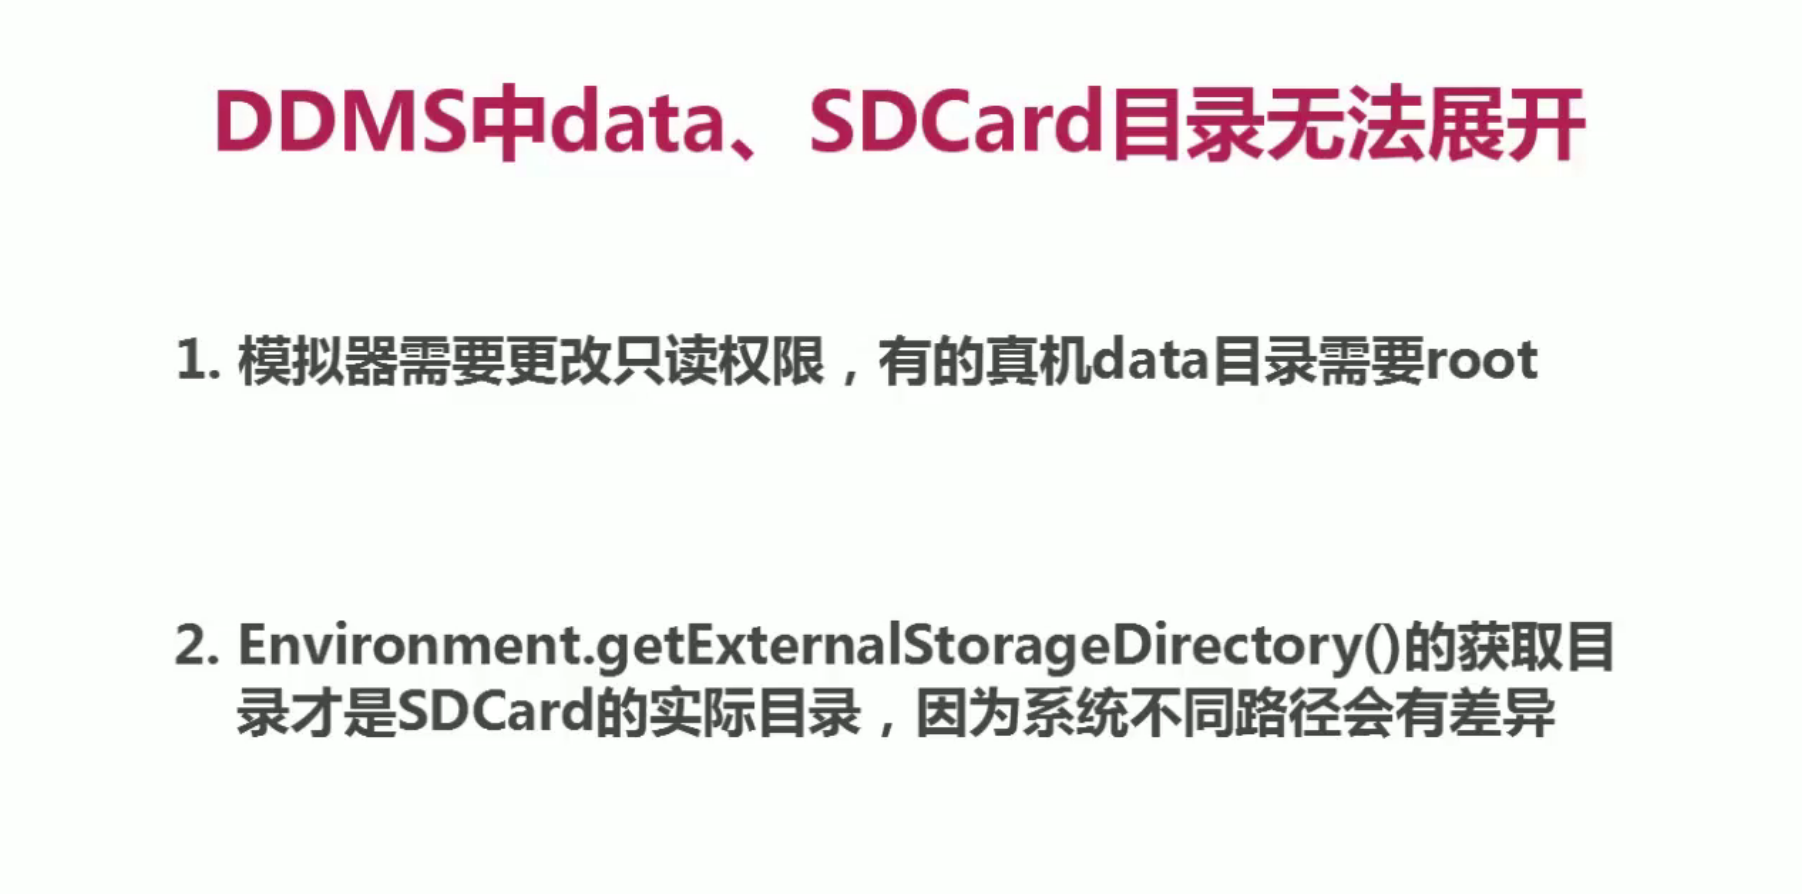 DDMS中data、SDCard目录无法展开
1. 模拟器需要更改只读权限，有的真机data目录需要root
2. Environment.getExternalStorageDirectory()的获取目
录才是SDCard的实际目录，因为系统不同路径会有差异